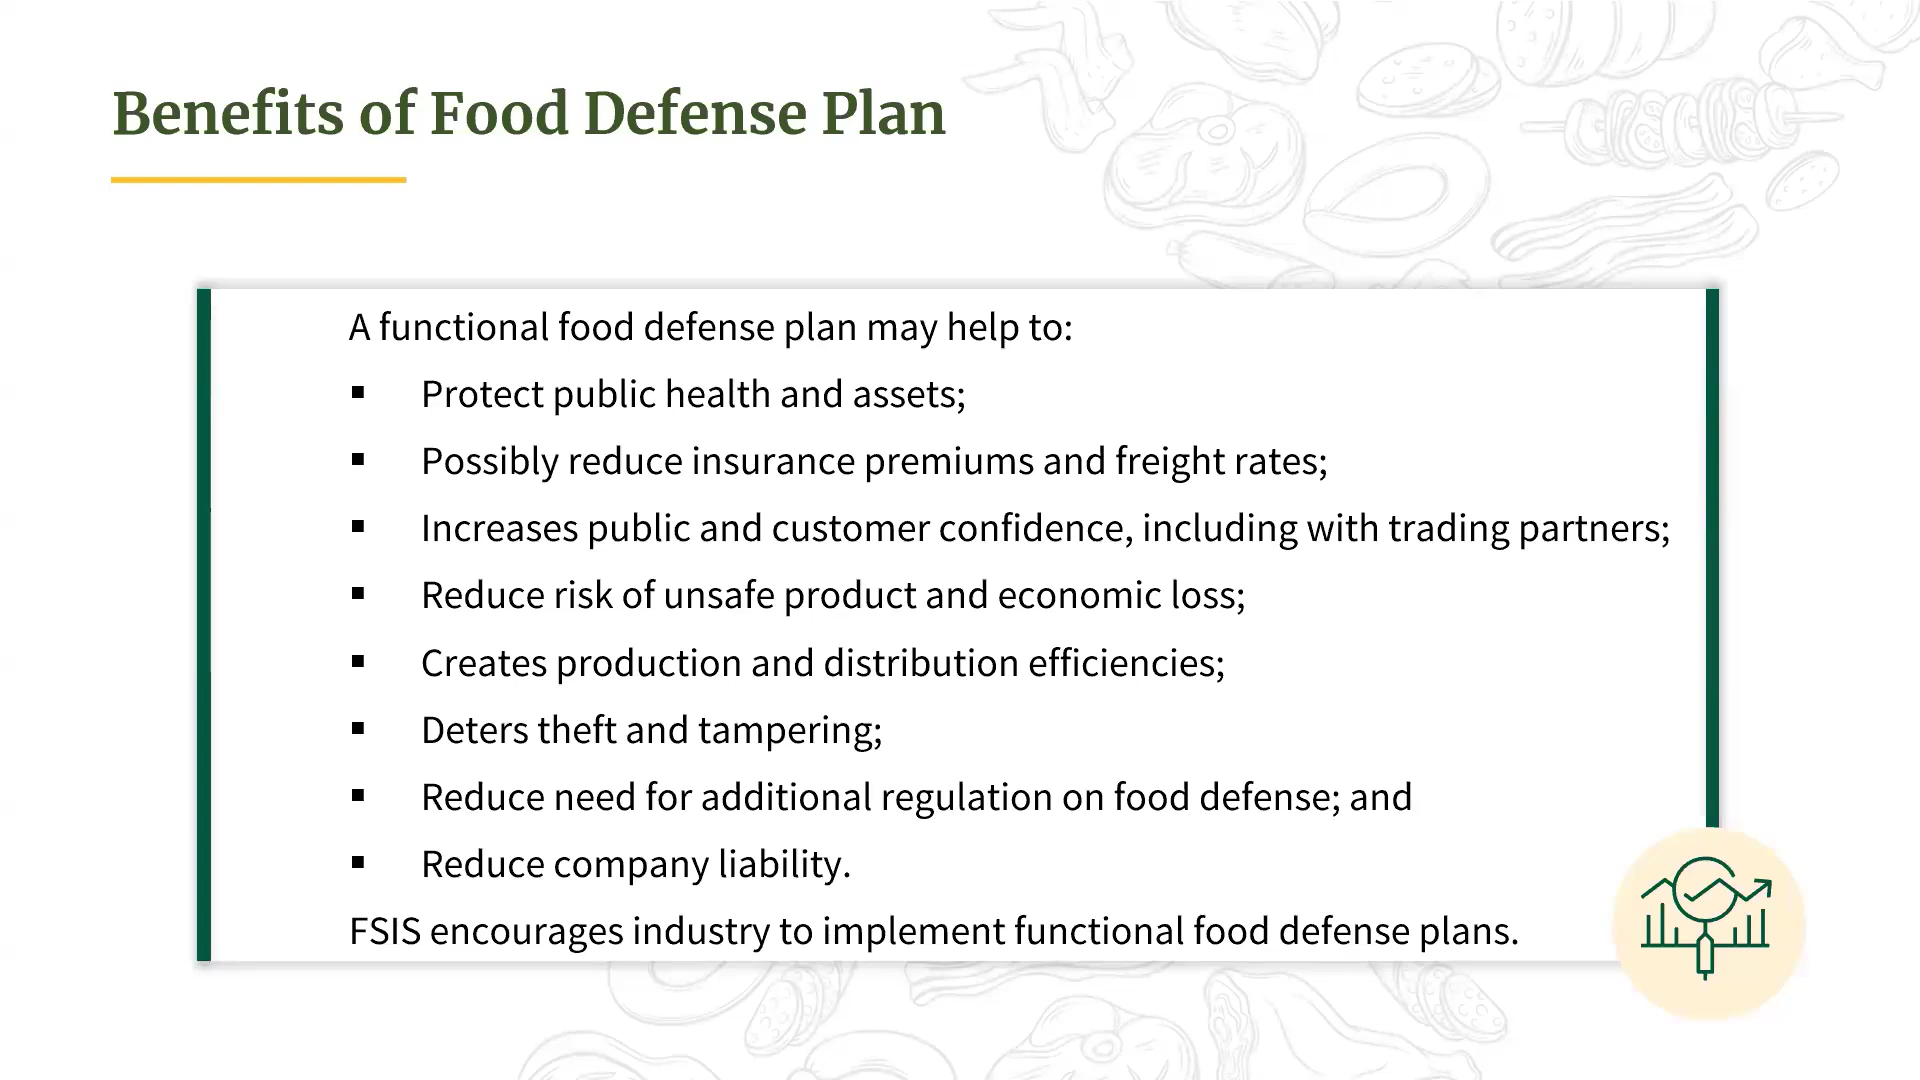 Benefits of Food Defense Plan
A functional food defense plan may help to:
▪ Protect public health and assets;
▪ Possibly reduce insurance premiums and freight rates;
▪ Increases public and customer confidence, including with trading partners;
▪ Reduce risk of unsafe product and economic loss;
▪ Creates production and distribution efficiencies;
▪ Deters theft and tampering;
▪ Reduce need for additional regulation on food defense; and
▪ Reduce company liability.
FSIS encourages industry to implement functional food defense plans.